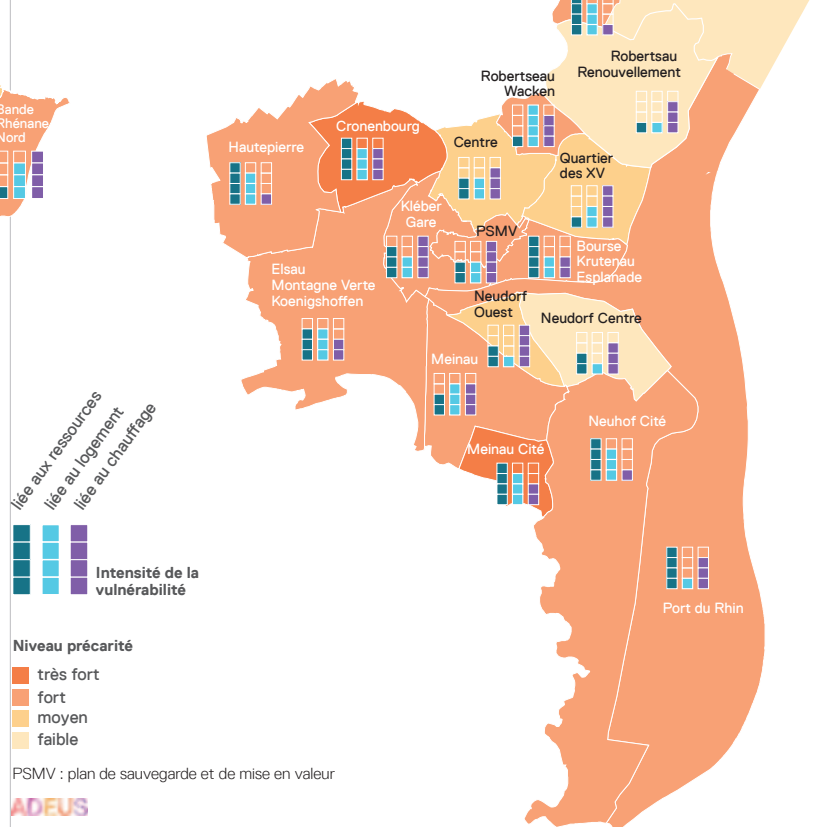 Robertsau
Renouvellement
Robertseau
Wacken
Bande
Rhénane
Nord
Cronenbourg
Hautepierre
Centre
Quartier
des XV
Kléber
Gare
PSMV
Bourse
Krutenau
Esplanade
Elsau
Montagne Verte
Koenigshoffen
Neudorf
Ouest
Neudorf Centre
Meinau
Neuhof Cité
Meinau Cité
Port du Rhin
liée aux ressources
liée au logement
liée au chauffage
Intensité de la
vulnérabilité
Niveau précarité
très fort
fort
moyen
faible
PSMV : plan de sauvegarde et de mise en valeur
ADEUS